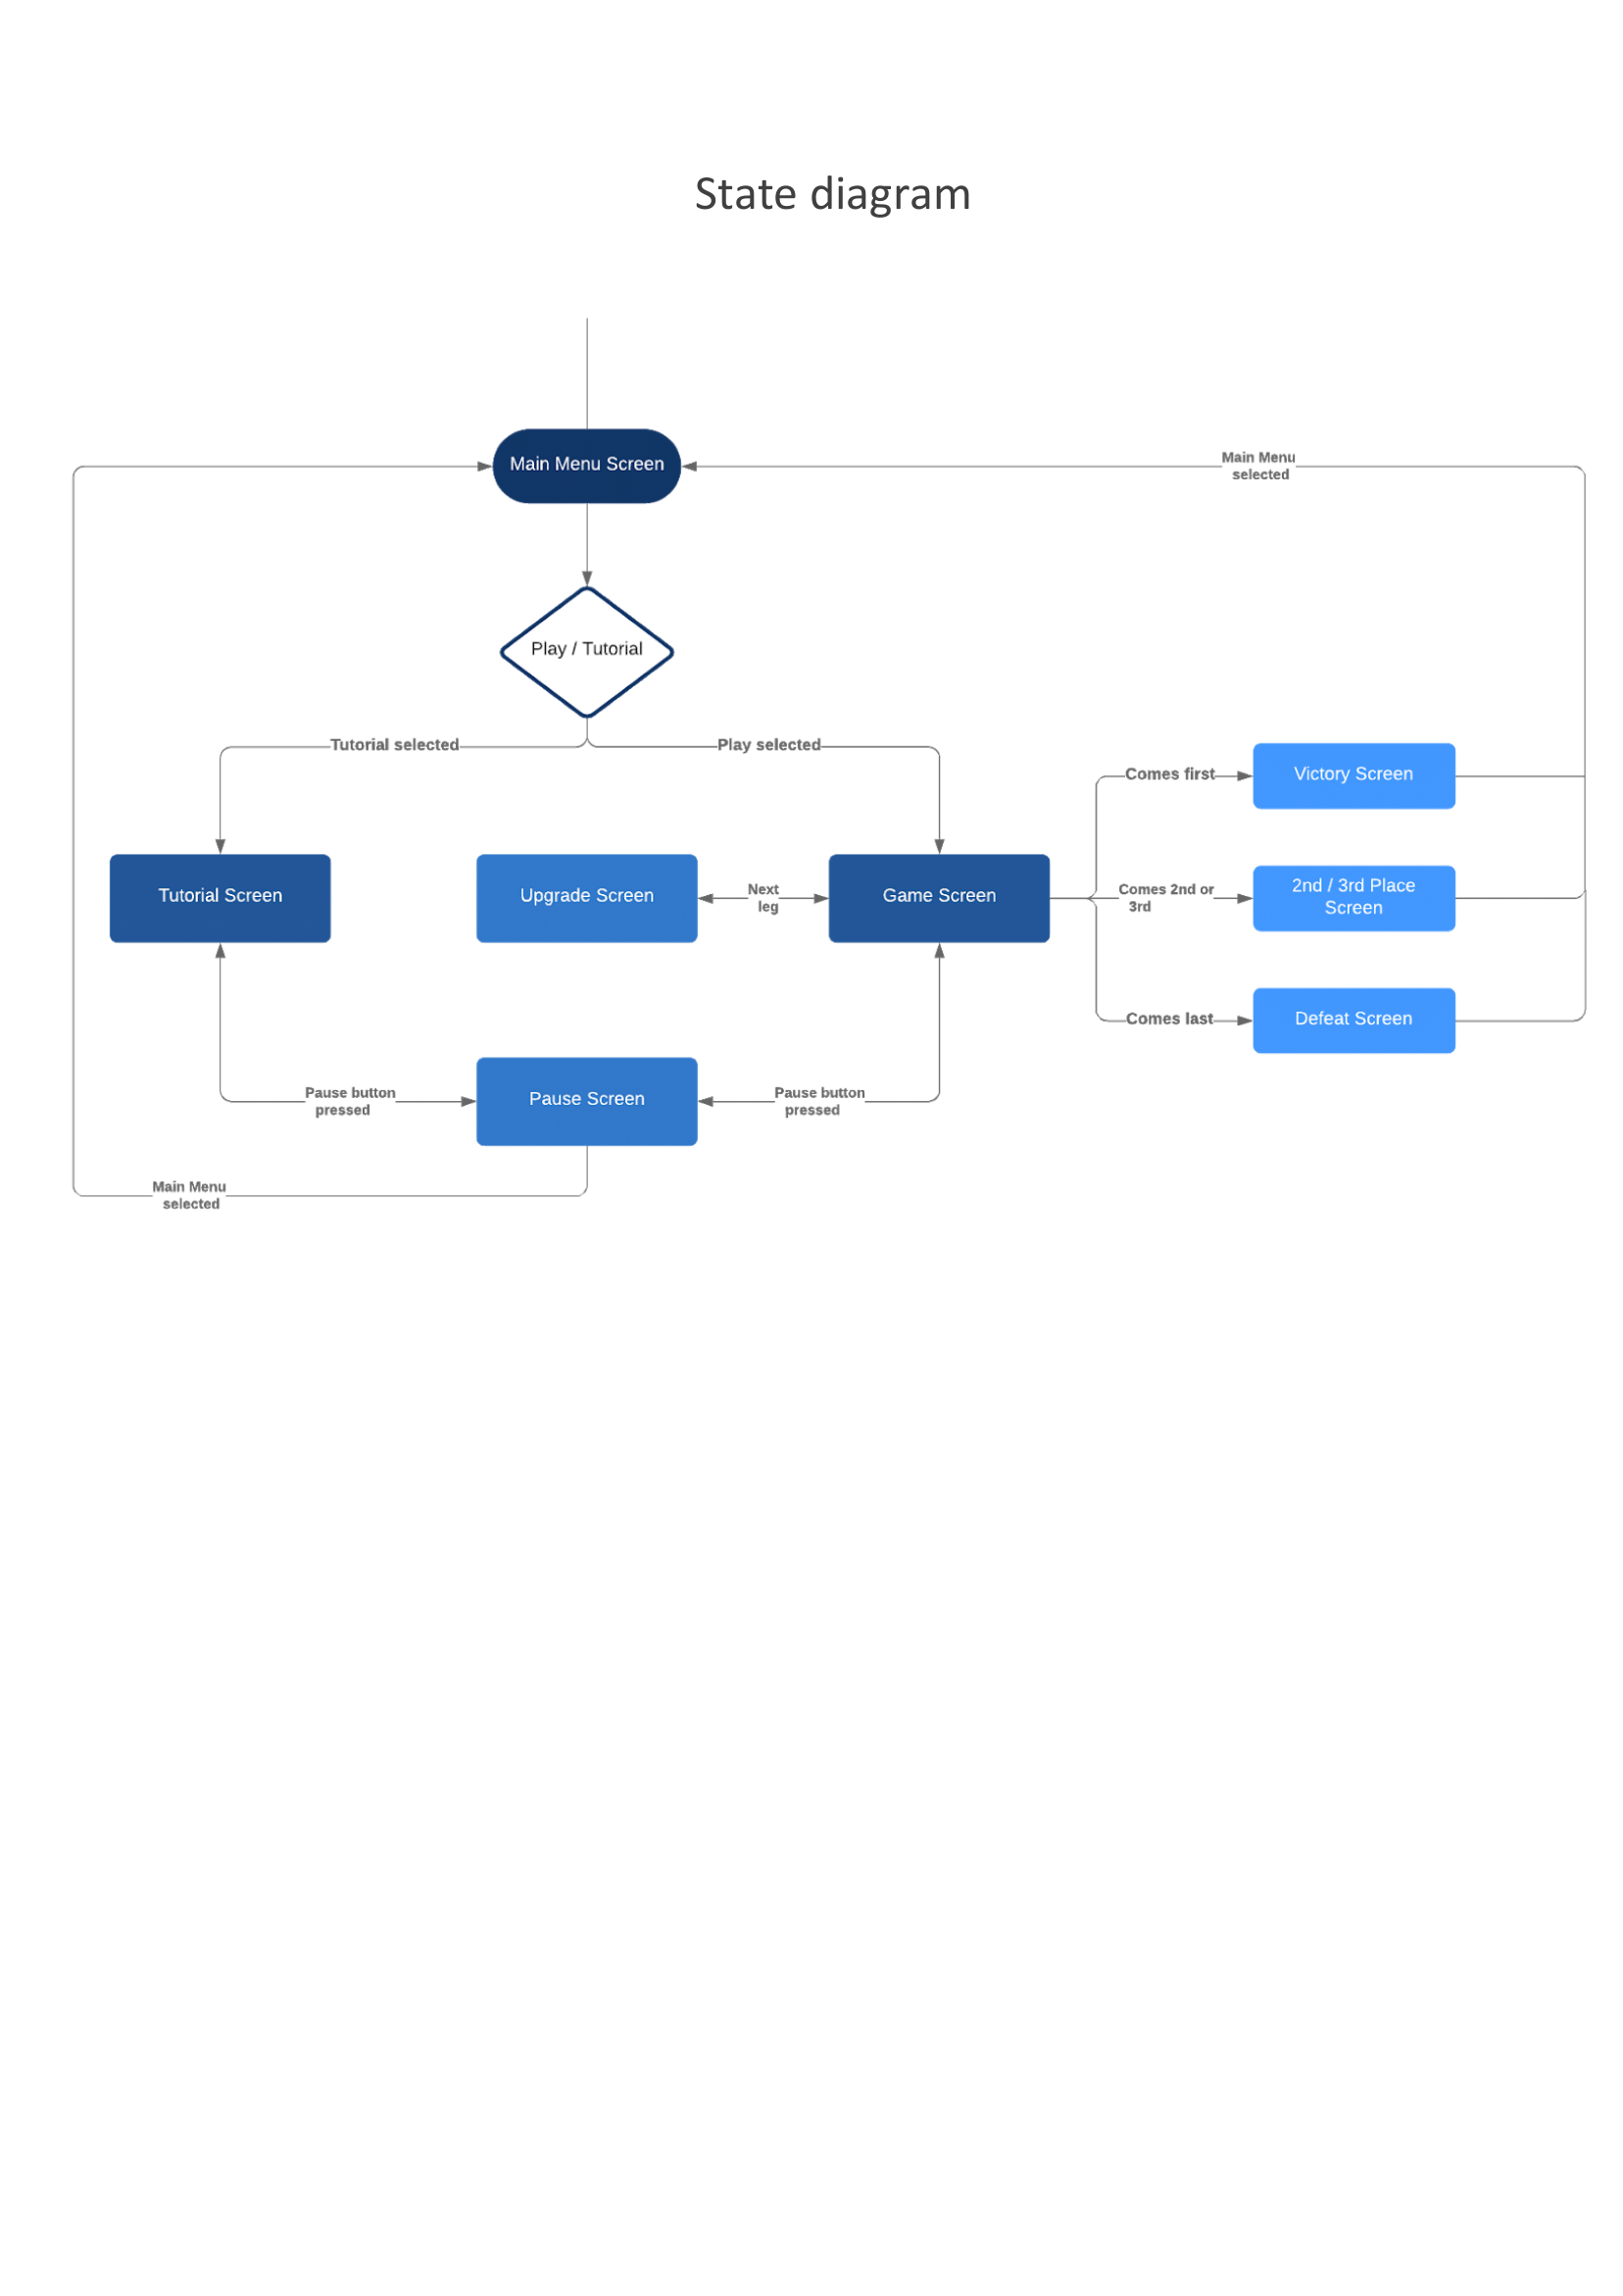 State diagram
Main Menu Screen
Main Menu
selected
Play / Tutorial
Tutorial selected
Play selected
Comes first
Victory Screen
Tutorial Screen
Upgrade Screen
Next
leg
Game Screen
Comes 2nd or
3rd
2nd / 3rd Place
Screen
Comes last
Defeat Screen
Pause button
pressed
Pause Screen
Pause button
pressed
Main Menu
selected